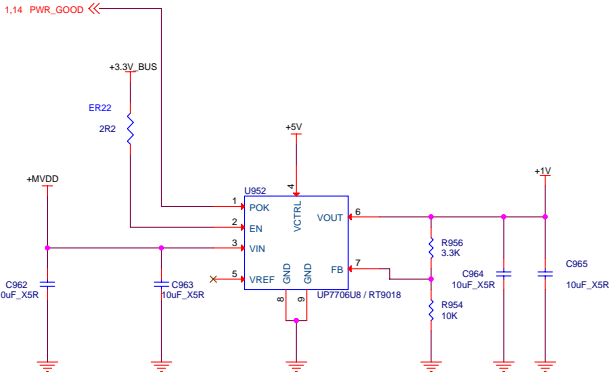 1,14 PWR_GOOD
+3.3V_BUS
ER22
2R2
+5V
+MVDD
+1V
U952
1 POK
2 EN
3 VIN
5 VREF
4 VCTRL
VOUT 6
FB 7
GND 8
GND 9
UP7706U8 / RT9018
R956
3.3K
R954
10K
C962
0uF_X5R
C963
10uF_X5R
C964
10uF_X5R
C965
10uF_X5R